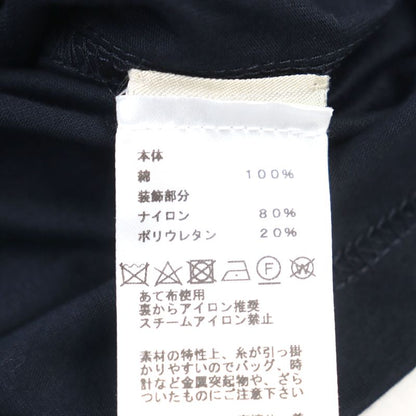 本体
綿 100%
装飾部分
ナイロン 80%
ポリウレタン 20%
あて布使用
裏からアイロン推奨
スチームアイロン禁止
素材の特性上、糸が引っ掛
かりやすいのでバッグ、時
計など金属突起物や、ざら
ついたものにご注意下さい